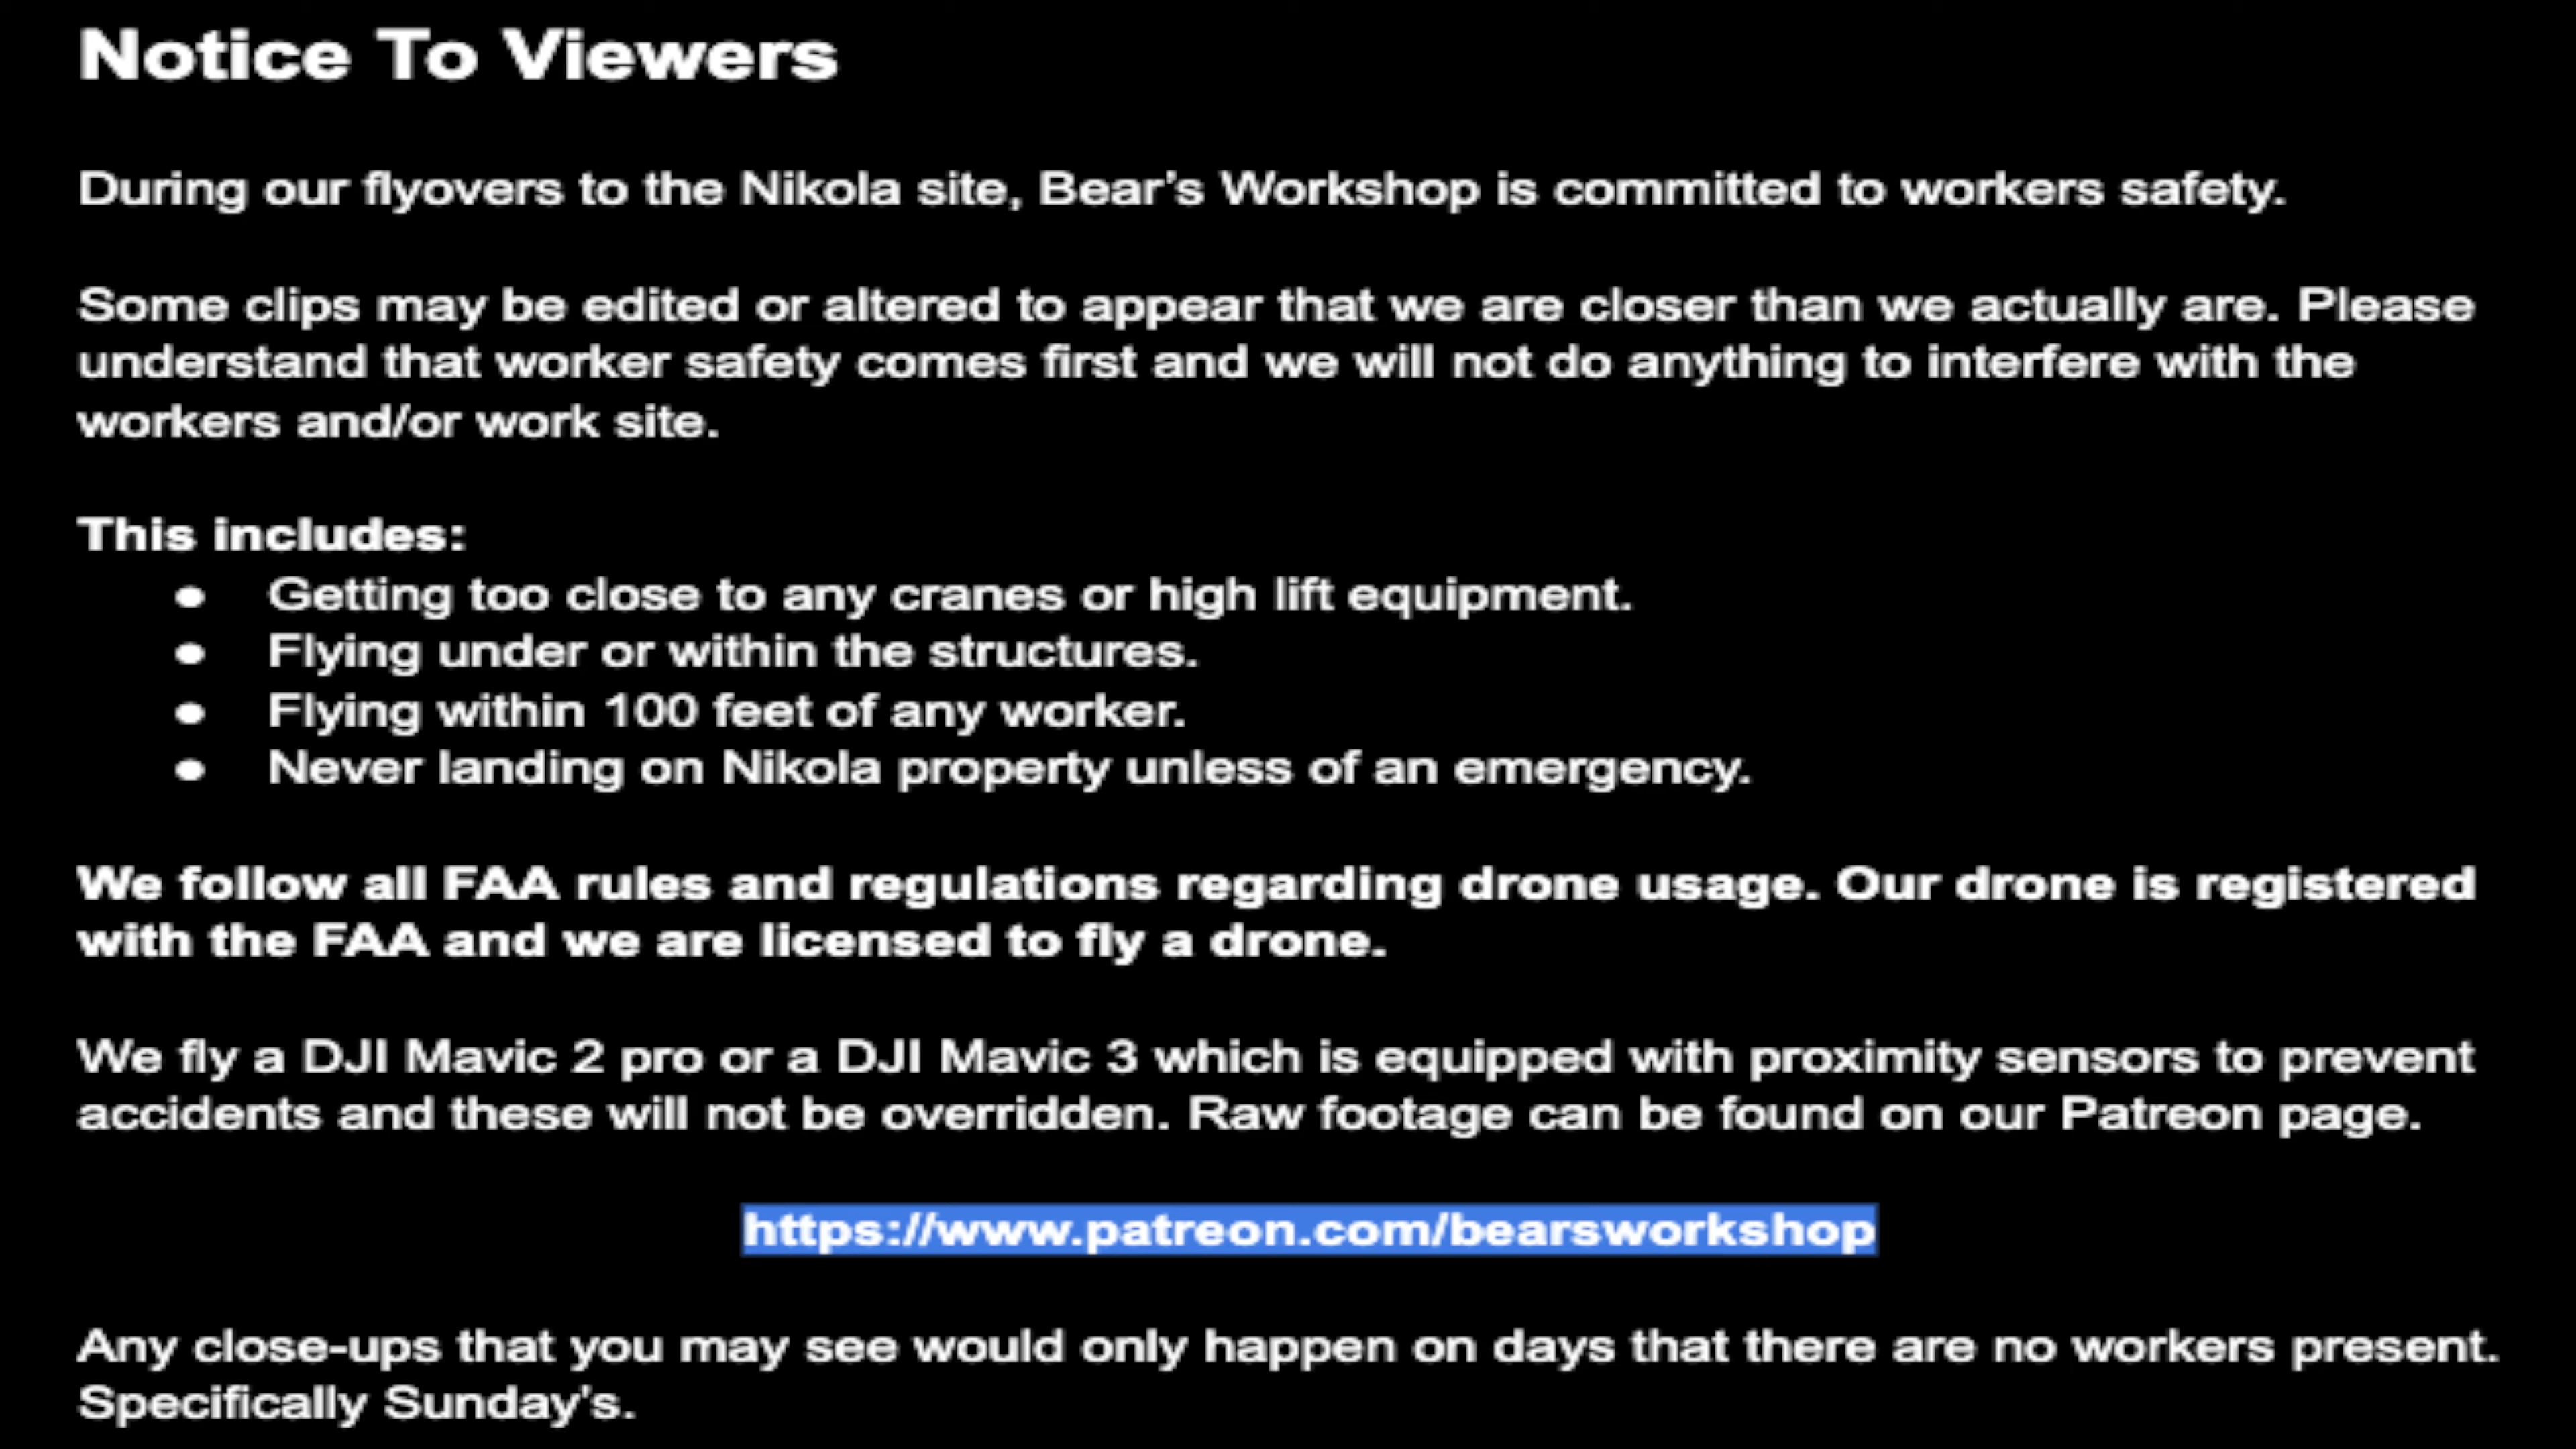 Notice To Viewers
During our flyovers to the Nikola site, Bear's Workshop is committed to workers safety.
Some clips may be edited or altered to appear that we are closer than we actually are. Please
understand that worker safety comes first and we will not do anything to interfere with the
workers and/or work site.
This includes:
● Getting too close to any cranes or high lift equipment.
● Flying under or within the structures.
● Flying within 100 feet of any worker.
● Never landing on Nikola property unless of an emergency.
We follow all FAA rules and regulations regarding drone usage. Our drone is registered
with the FAA and we are licensed to fly a drone.
We fly a DJI Mavic 2 pro or a DJI Mavic 3 which is equipped with proximity sensors to prevent
accidents and these will not be overridden. Raw footage can be found on our Patreon page.
https://www.patreon.com/bearsworkshop
Any close-ups that you may see would only happen on days that there are no workers present.
Specifically Sunday's.